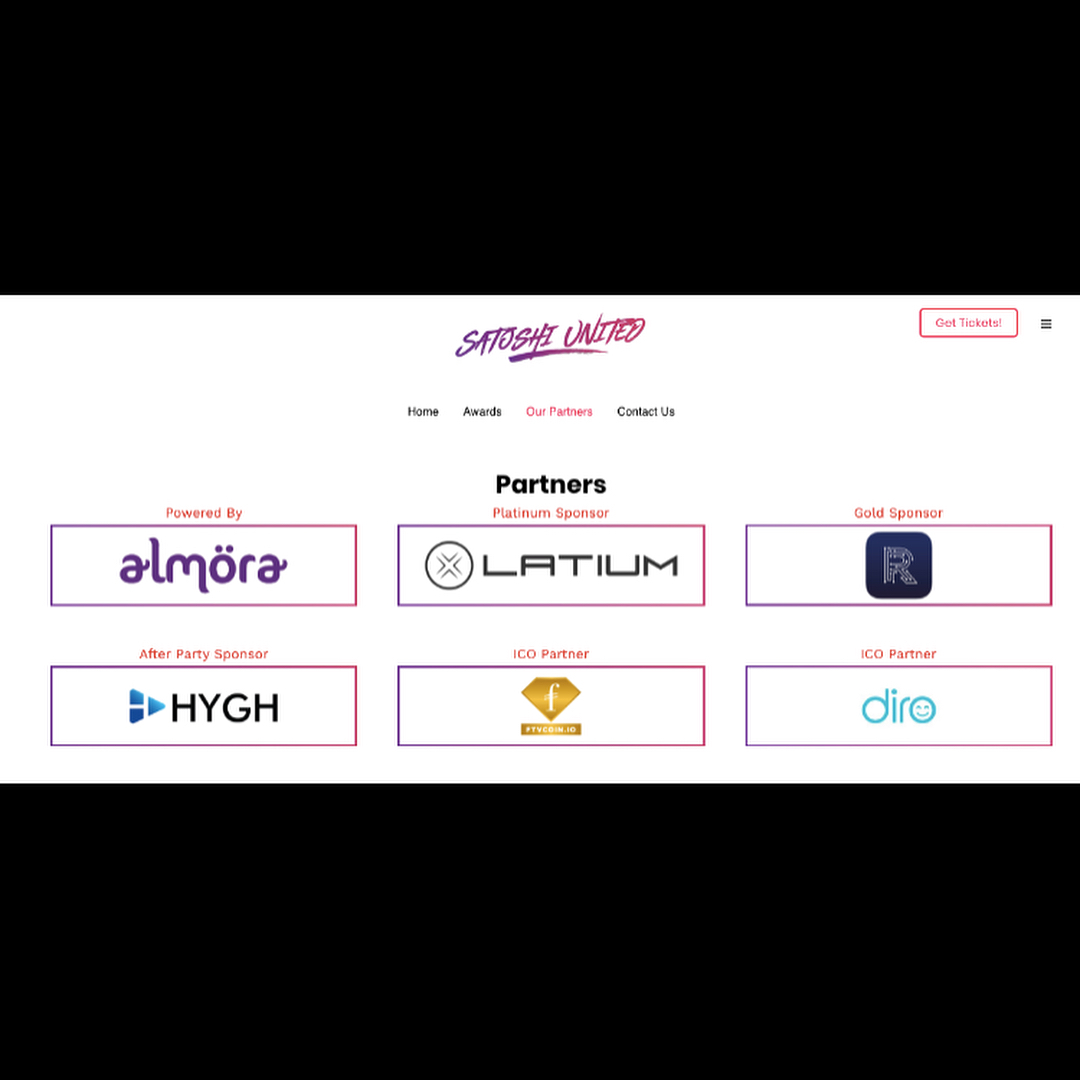 SATOSHI UNITED
Get Tickets!
Home Awards Our Partners Contact Us
Partners
Powered By Platinum Sponsor Gold Sponsor
almöra LATIUM R
After Party Sponsor ICO Partner ICO Partner
HYGH f FTVCOIN.IO diro